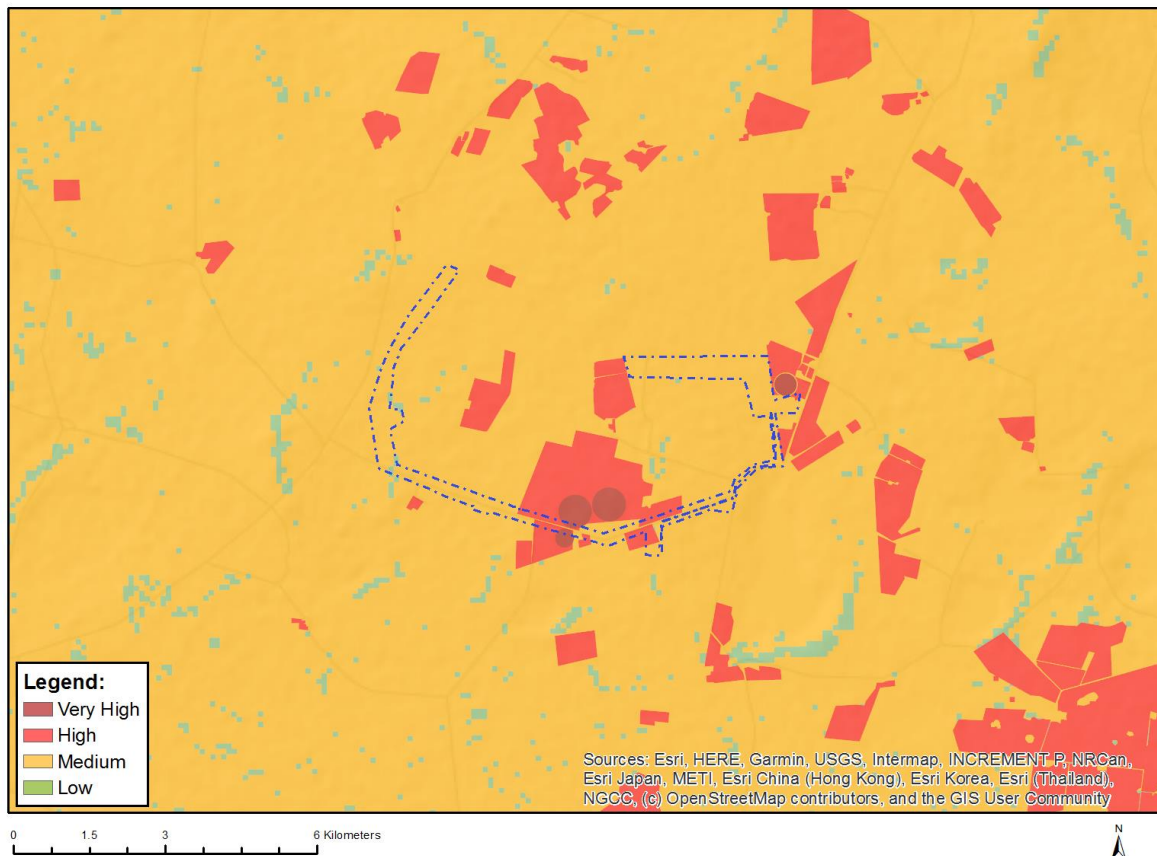 Legend:
Very High
High
Medium
Low
Sources: Esri, HERE, Garmin, USGS, Intermap, INCREMENT P, NRCan,
Esri Japan, METI, Esri China (Hong Kong), Esri Korea, Esri (Thailand),
NGCC, (c) OpenStreetMap contributors, and the GIS User Community
0 1.5 3 6 Kilometers
N